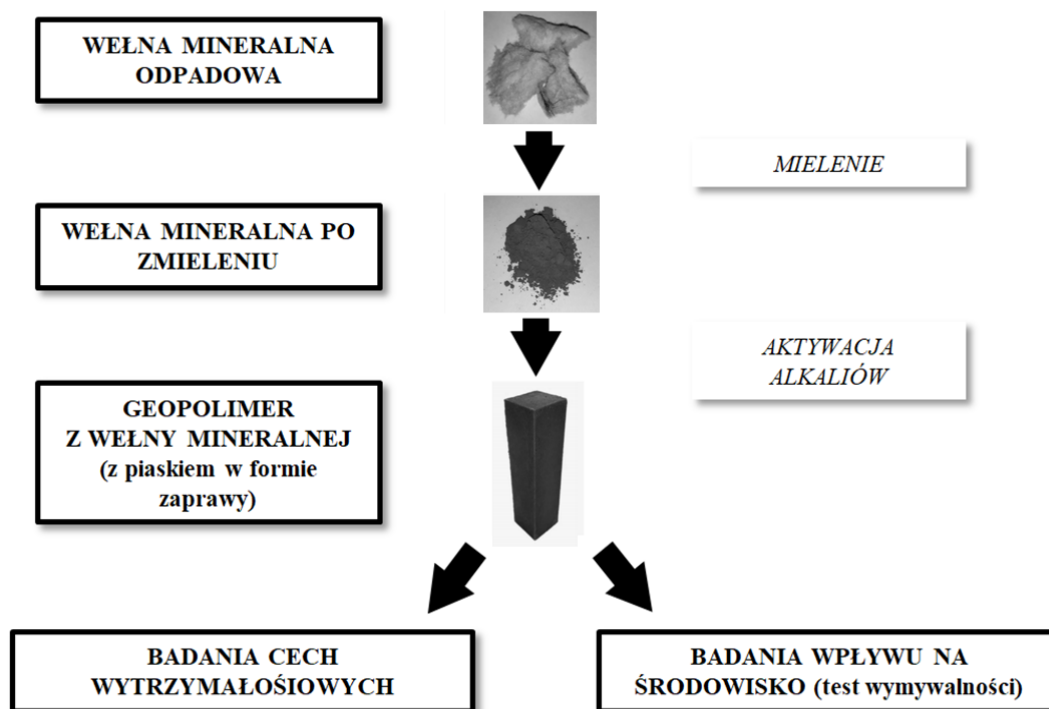 WEŁNA MINERALNA
ODPADOWA
MIELENIE
WEŁNA MINERALNA PO
ZMIELENIU
AKTYWACJA
ALKALIÓW
GEOPOLIMER
Z WEŁNY MINERALNEJ
(z piaskiem w formie
zaprawy)
BADANIA CECH
WYTRZYMAŁOŚIOWYCH
BADANIA WPŁYWU NA
ŚRODOWISKO (test wymywalności)